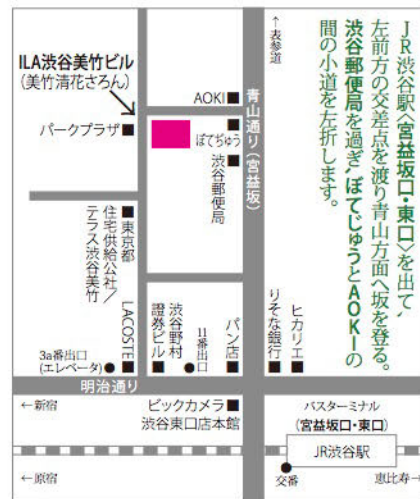 JR渋谷駅〈宮益坂口・東口〉を出て、
左前方の交差点を渡り青山方面へ坂を登る。
渋谷郵便局を過ぎ、ぼてぢゅうとAOKIの
間の小道を左折します。
ILA渋谷美竹ビル
(美竹清花さろん)
パークプラザ■
AOKI■
↑表参道
青山通り(宮益坂)
■ぼてぢゅう
渋谷郵便局■
■東京都
住宅供給公社/
テラス渋谷美竹
LACOSTE■
3a番出口
(エレベータ)●
渋谷野村
證券ビル■
11番出口●
パン店■
りそな銀行■
ヒカリエ■
明治通り
←新宿
ビックカメラ■
渋谷東口店本館
バスターミナル
(宮益坂口・東口)
JR渋谷駅
←原宿
交番
恵比寿→